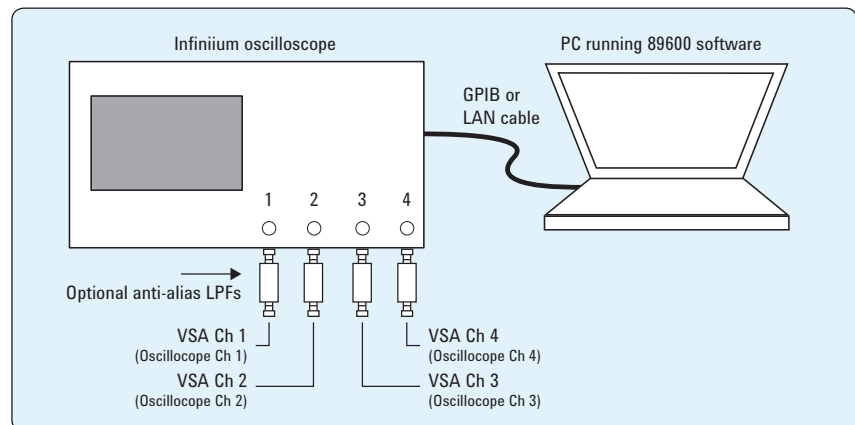 Infiniium oscilloscope
PC running 89600 software
GPIB or
LAN cable
1 2 3 4
Optional anti-alias LPFs
VSA Ch 1
(Oscillocope Ch 1)
VSA Ch 4
(Oscillocope Ch 4)
VSA Ch 2
(Oscillocope Ch 2)
VSA Ch 3
(Oscillocope Ch 3)